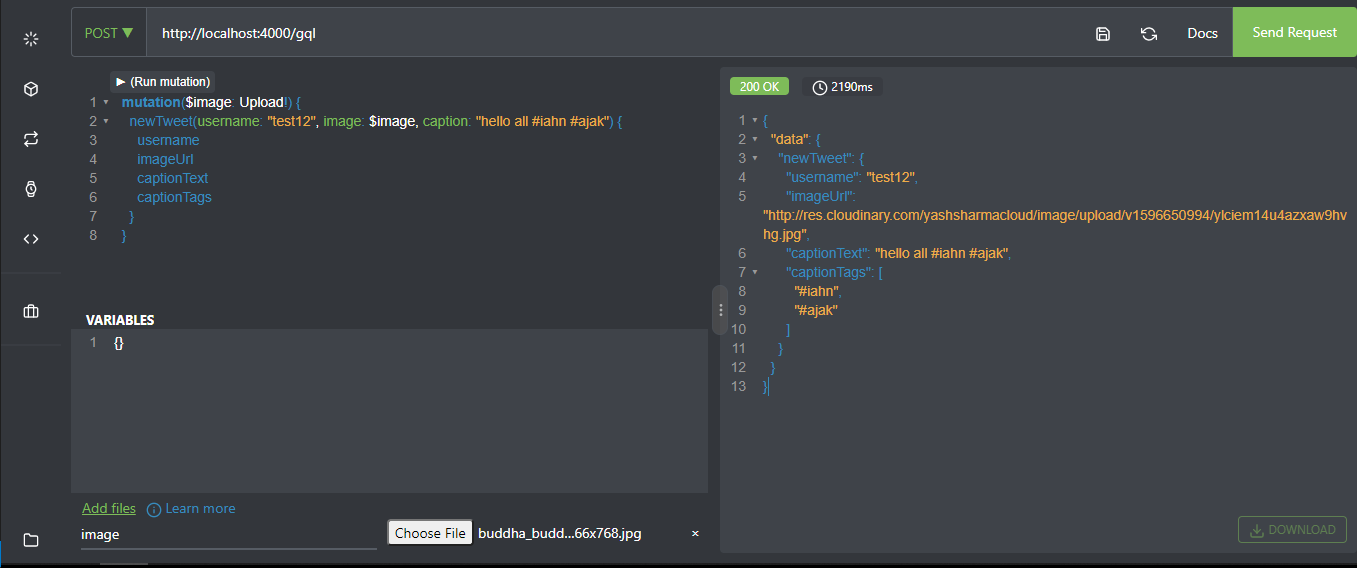 POST ▼ http://localhost:4000/gql Docs Send Request
▶ (Run mutation)
1 ▾ mutation($image: Upload!) {
2 ▾ newTweet(username: "test12", image: $image, caption: "hello all #iahn #ajak") {
3 username
4 imageUrl
5 captionText
6 captionTags
7 }
8 }
VARIABLES
1 {}
Add files Learn more
image Choose File buddha_budd...66x768.jpg ×
200 OK 2190ms
1 ▾ {
2 ▾ "data": {
3 ▾ "newTweet": {
4 "username": "test12",
5 "imageUrl":
"http://res.cloudinary.com/yashsharmacloud/image/upload/v1596650994/ylciem14u4azxaw9hv
hg.jpg",
6 "captionText": "hello all #iahn #ajak",
7 ▾ "captionTags": [
8 "#iahn",
9 "#ajak"
10 ]
11 }
12 }
13 }
DOWNLOAD